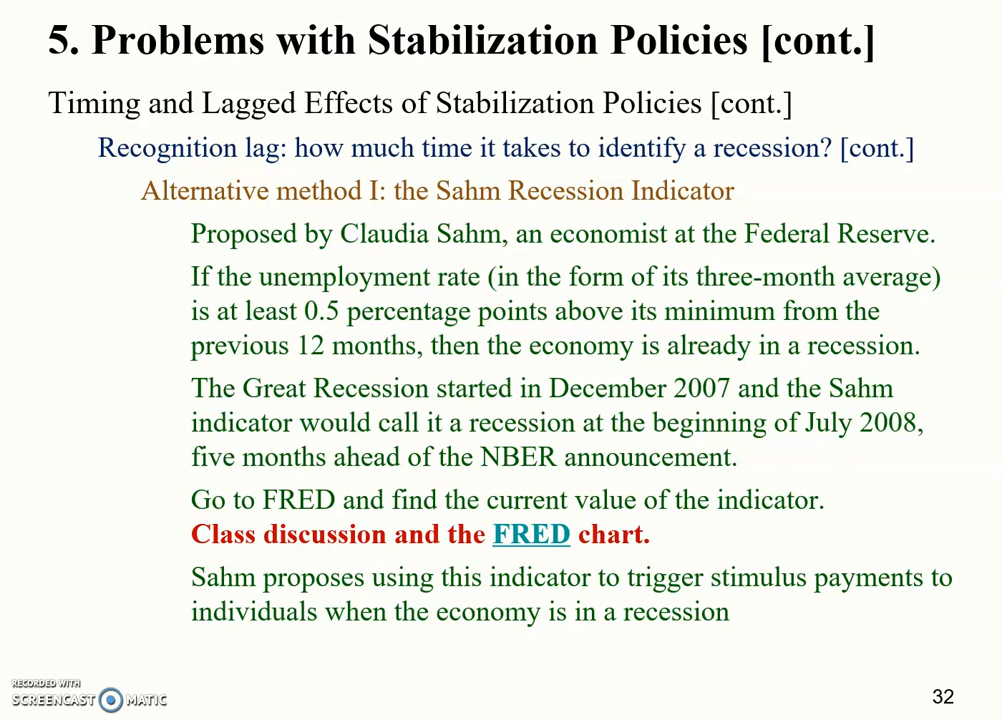 5. Problems with Stabilization Policies [cont.]
Timing and Lagged Effects of Stabilization Policies [cont.]
Recognition lag: how much time it takes to identify a recession? [cont.]
Alternative method I: the Sahm Recession Indicator
Proposed by Claudia Sahm, an economist at the Federal Reserve.
If the unemployment rate (in the form of its three-month average)
is at least 0.5 percentage points above its minimum from the
previous 12 months, then the economy is already in a recession.
The Great Recession started in December 2007 and the Sahm
indicator would call it a recession at the beginning of July 2008,
five months ahead of the NBER announcement.
Go to FRED and find the current value of the indicator.
Class discussion and the FRED chart.
Sahm proposes using this indicator to trigger stimulus payments to
individuals when the economy is in a recession
RECORDED WITH
SCREENCAST MATIC
32